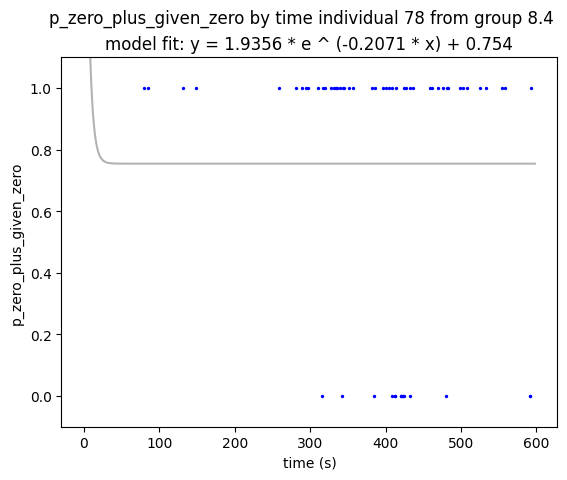 p_zero_plus_given_zero by time individual 78 from group 8.4
model fit: y = 1.9356 * e ^ (-0.2071 * x) + 0.754
p_zero_plus_given_zero
1.0
0.8
0.6
0.4
0.2
0.0
0 100 200 300 400 500 600
time (s)